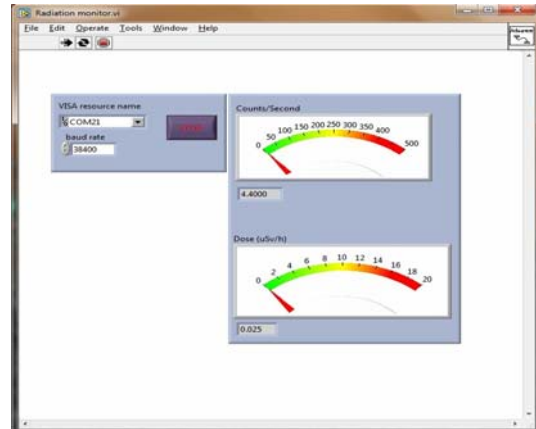 Radiation monitor.vi
File Edit Operate Tools Window Help
VISA resource name
COM21
baud rate
38400
STOP
Counts/Second
0 50 100 150 200 250 300 350 400 500
4.4000
Dose (uSv/h)
0 2 4 6 8 10 12 14 16 18 20
0.025